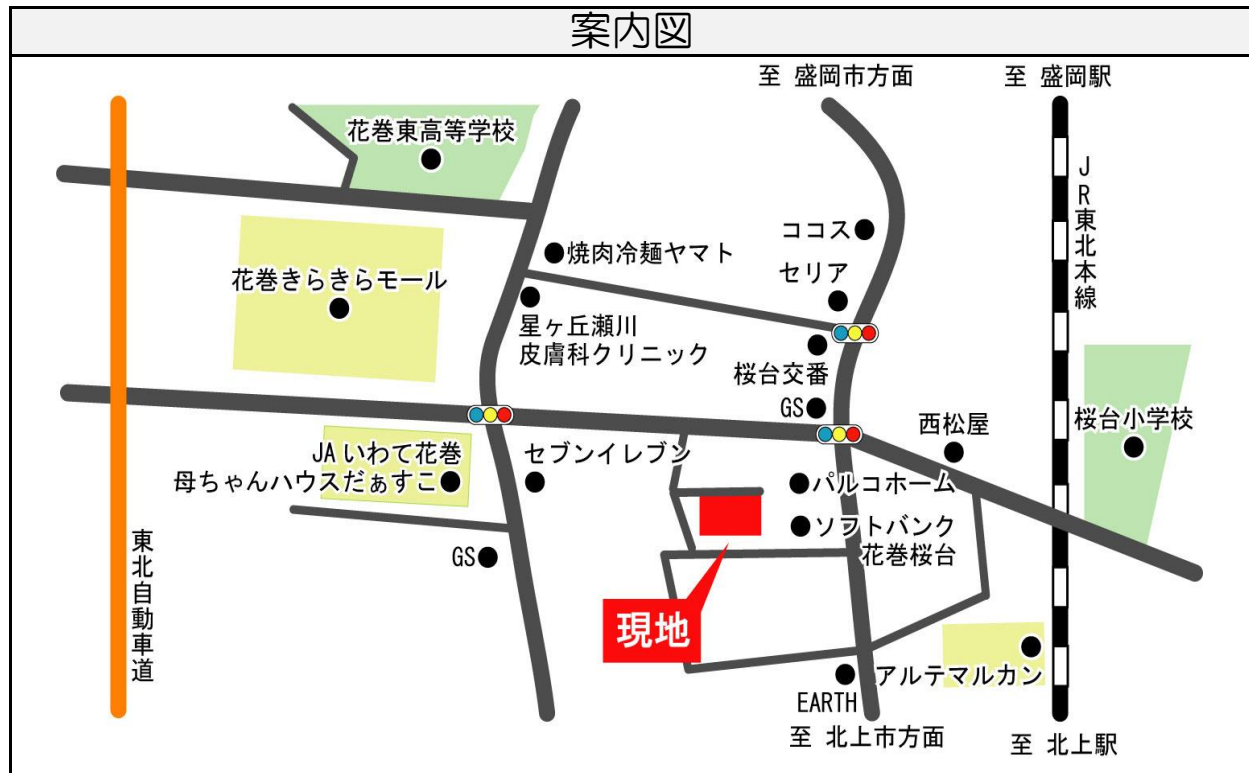 案内図
至 盛岡市方面
至 盛岡駅
花巻東高等学校
JR東北本線
ココス
焼肉冷麺ヤマト
セリア
花巻きらきらモール
星ヶ丘瀬川
皮膚科クリニック
桜台交番
GS
西松屋
桜台小学校
JAいわて花巻
母ちゃんハウスだぁすこ
セブンイレブン
パルコホーム
ソフトバンク
花巻桜台
東北自動車道
GS
現地
アルテマルカン
EARTH
至 北上市方面
至 北上駅